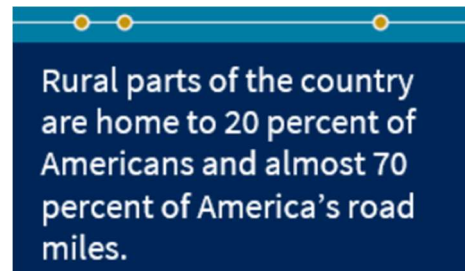 Rural parts of the country
are home to 20 percent of
Americans and almost 70
percent of America’s road
miles.